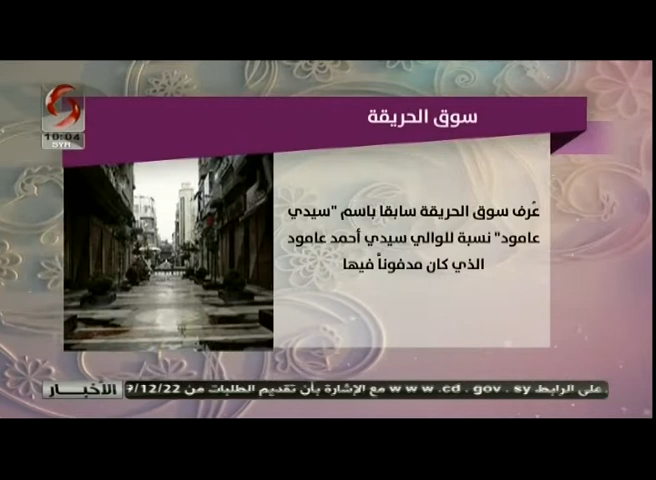 سوق الحريقة
10:04
SYR
عُرف سوق الحريقة سابقا باسم "سيدي
عامود" نسبة للوالي سيدي أحمد عامود
الذي كان مدفوناً فيها
الأخبار
على الرابط www.cd.gov.sy مع الإشارة بأن تقديم الطلبات من 9/12/22